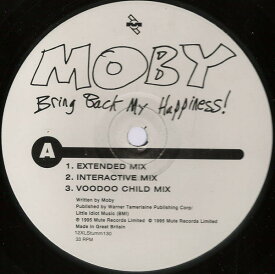 MOBY
Bring Back My Happiness!
A
1. EXTENDED MIX
2. INTERACTIVE MIX
3. VOODOO CHILD MIX
Written by Moby
Published by Warner Tamerlaine Publishing Corp/
Little Idiot Music (BMI)
℗ 1995 Mute Records Limited © 1995 Mute Records Limited
Made in Great Britain
12XLStumm130
33 RPM